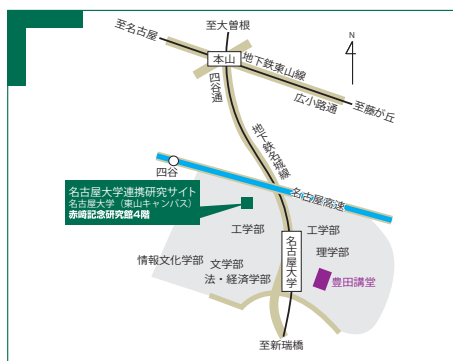 至大曽根
至名古屋
N
本山
地下鉄東山線
四谷通
広小路通
至藤が丘
地下鉄名城線
四谷
名古屋高速
名古屋大学連携研究サイト
名古屋大学（東山キャンパス）
赤﨑記念研究館4階
工学部
工学部
名古屋大学
理学部
情報文化学部
文学部
法・経済学部
豊田講堂
至新瑞橋